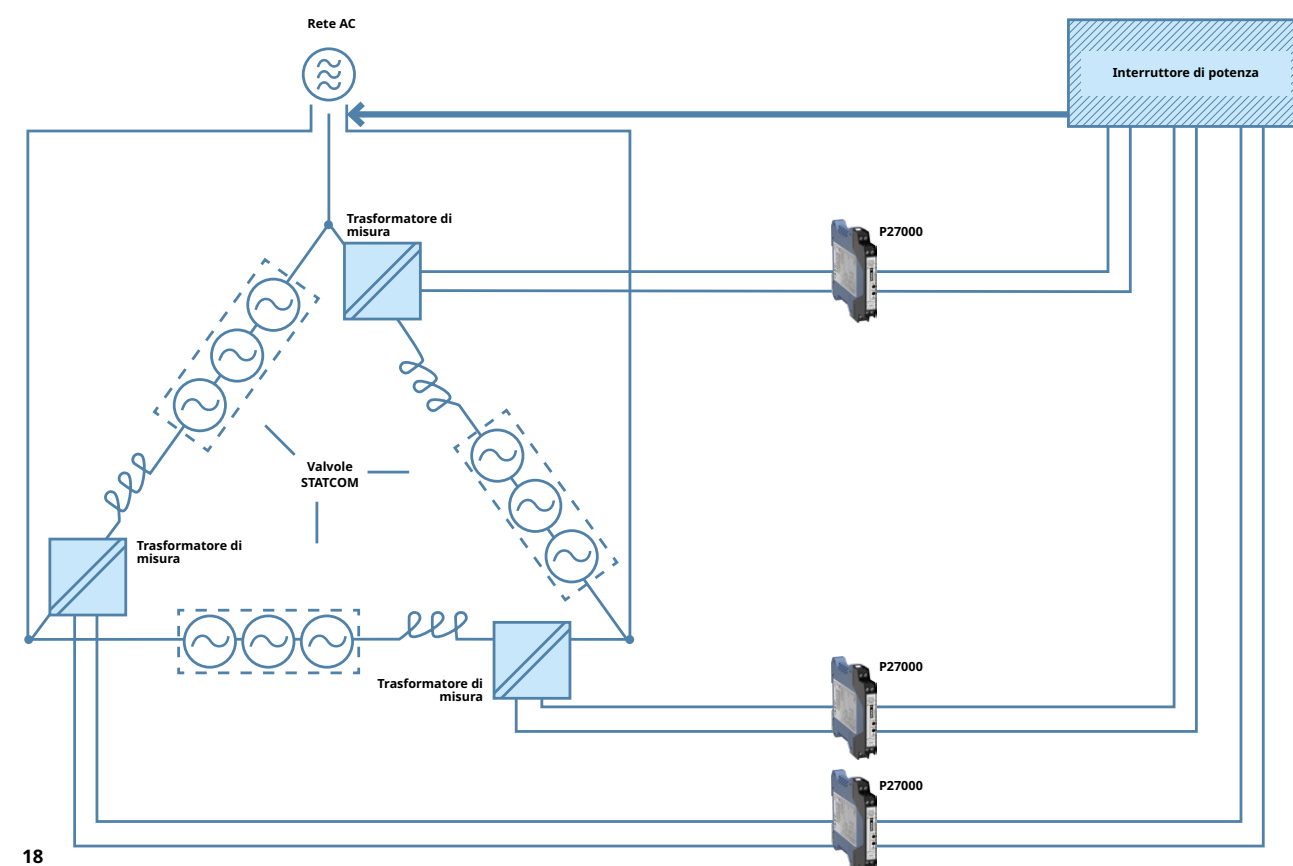 Rete AC
Interruttore di potenza
Trasformatore di
misura
P27000
Valvole
STATCOM
Trasformatore di
misura
P27000
Trasformatore di
misura
P27000
18